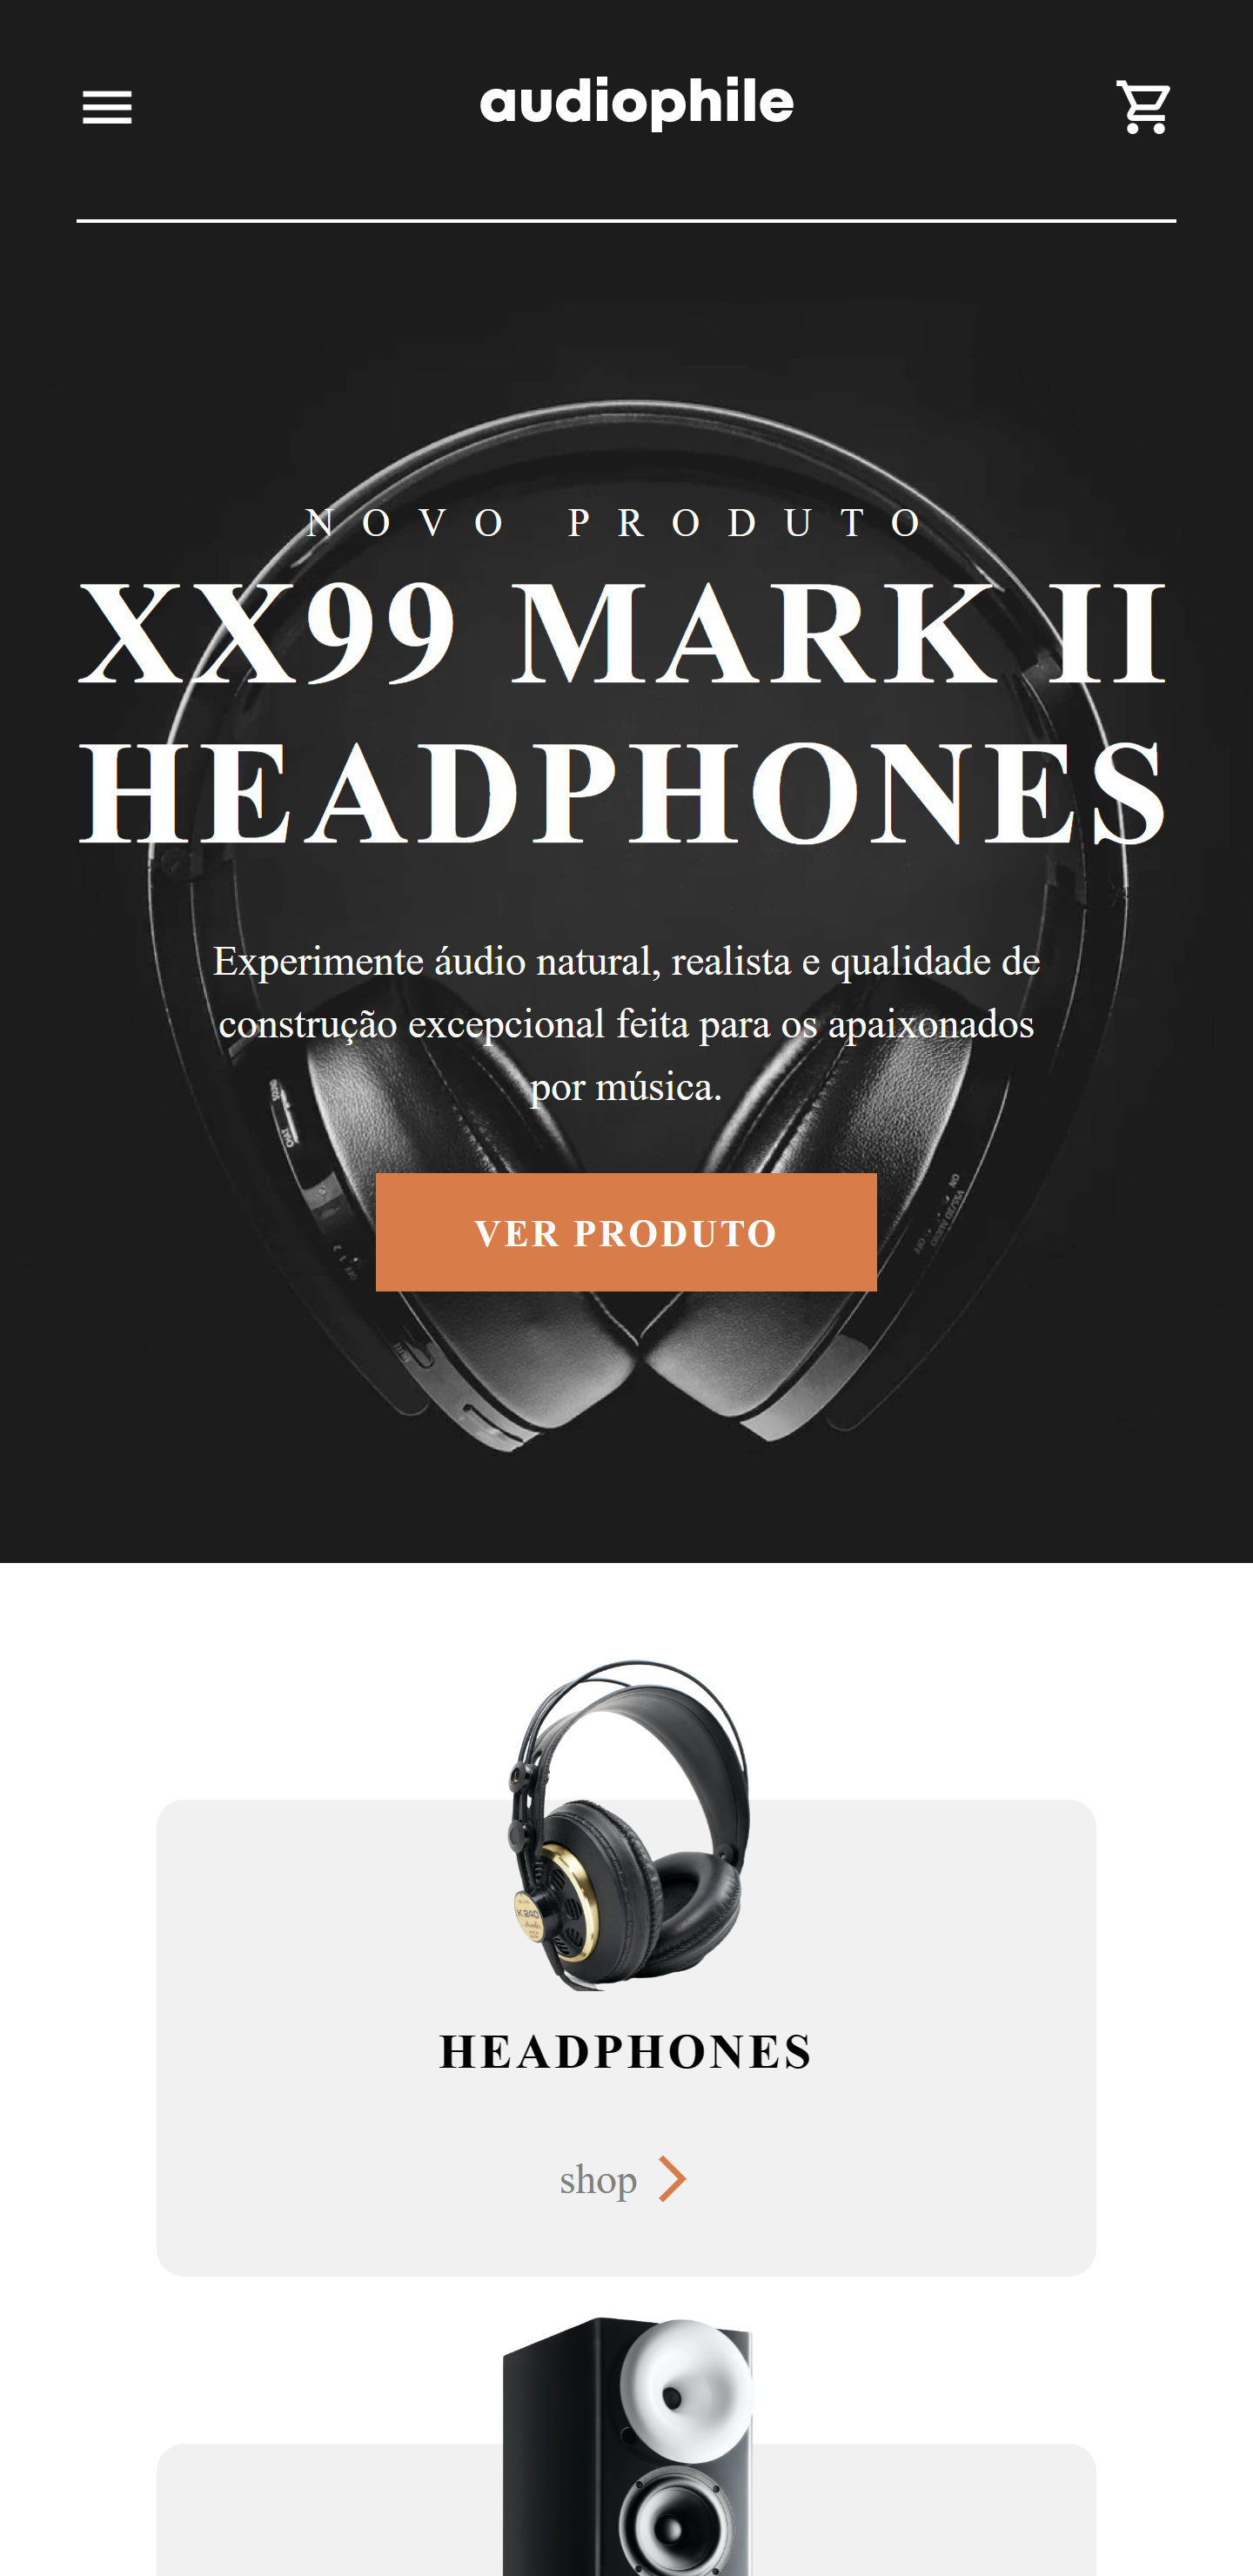 audiophile
NOVO PRODUTO
XX99 MARK II
HEADPHONES
Experimente áudio natural, realista e qualidade de
construção excepcional feita para os apaixonados
por música.
VER PRODUTO
K 240
HEADPHONES
shop